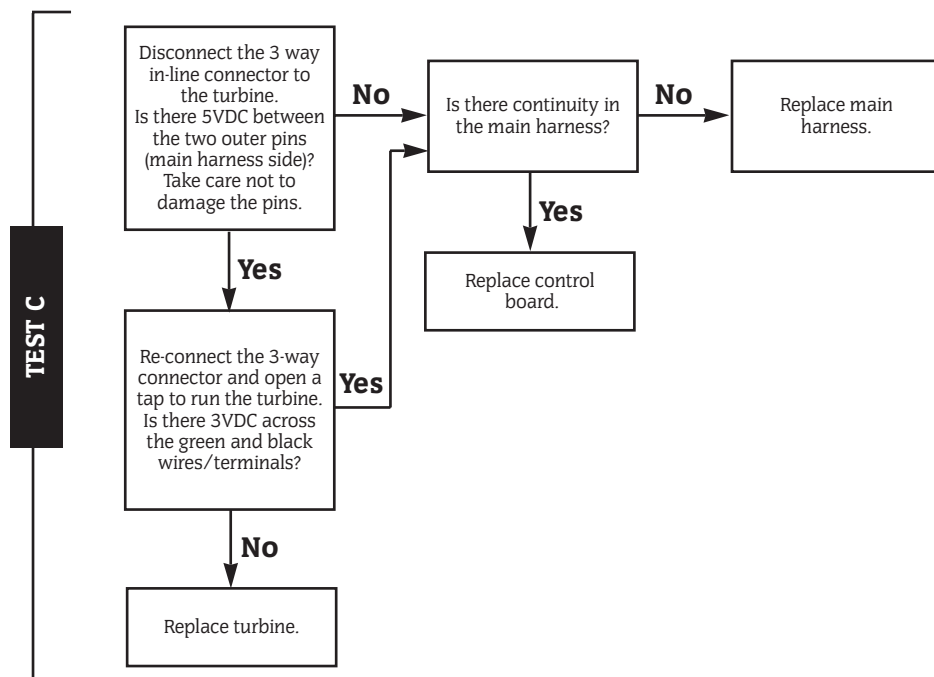 TEST C
Disconnect the 3 way
in-line connector to
the turbine.
Is there 5VDC between
the two outer pins
(main harness side)?
Take care not to
damage the pins.
No
Is there continuity in
the main harness?
No
Replace main
harness.
Yes
Replace control
board.
Yes
Re-connect the 3-way
connector and open a
tap to run the turbine.
Is there 3VDC across
the green and black
wires/terminals?
Yes
No
Replace turbine.